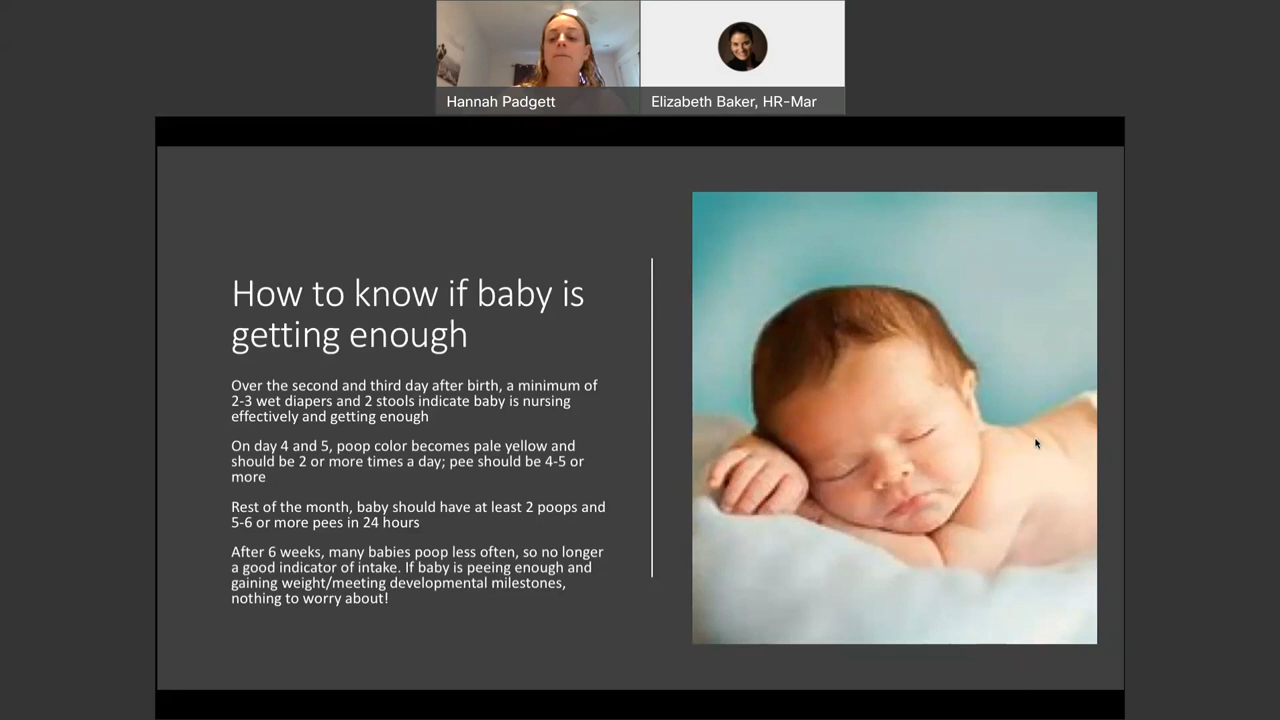 Hannah Padgett
Elizabeth Baker, HR-Mar
How to know if baby is
getting enough
Over the second and third day after birth, a minimum of
2-3 wet diapers and 2 stools indicate baby is nursing
effectively and getting enough
On day 4 and 5, poop color becomes pale yellow and
should be 2 or more times a day; pee should be 4-5 or
more
Rest of the month, baby should have at least 2 poops and
5-6 or more pees in 24 hours
After 6 weeks, many babies poop less often, so no longer
a good indicator of intake. If baby is peeing enough and
gaining weight/meeting developmental milestones,
nothing to worry about!